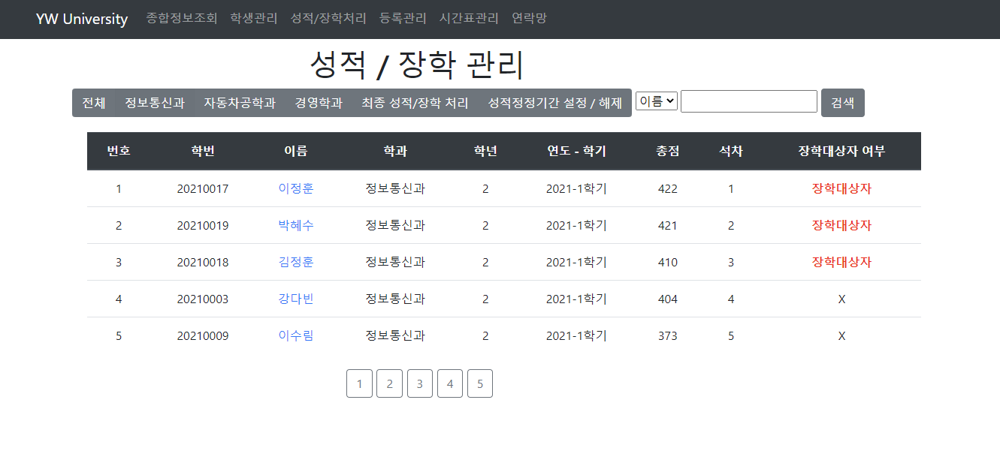 YW University 종합정보조회 학생관리 성적/장학처리 등록관리 시간표관리 연락망
성적 / 장학 관리
전체 정보통신과 자동차공학과 경영학과 최종 성적/장학 처리 성적정정기간 설정 / 해제 이름 검색
번호 학번 이름 학과 학년 연도 - 학기 총점 석차 장학대상자 여부
1 20210017 이정훈 정보통신과 2 2021-1학기 422 1 장학대상자
2 20210019 박혜수 정보통신과 2 2021-1학기 421 2 장학대상자
3 20210018 김정훈 정보통신과 2 2021-1학기 410 3 장학대상자
4 20210003 강다빈 정보통신과 2 2021-1학기 404 4 X
5 20210009 이수림 정보통신과 2 2021-1학기 373 5 X
1 2 3 4 5